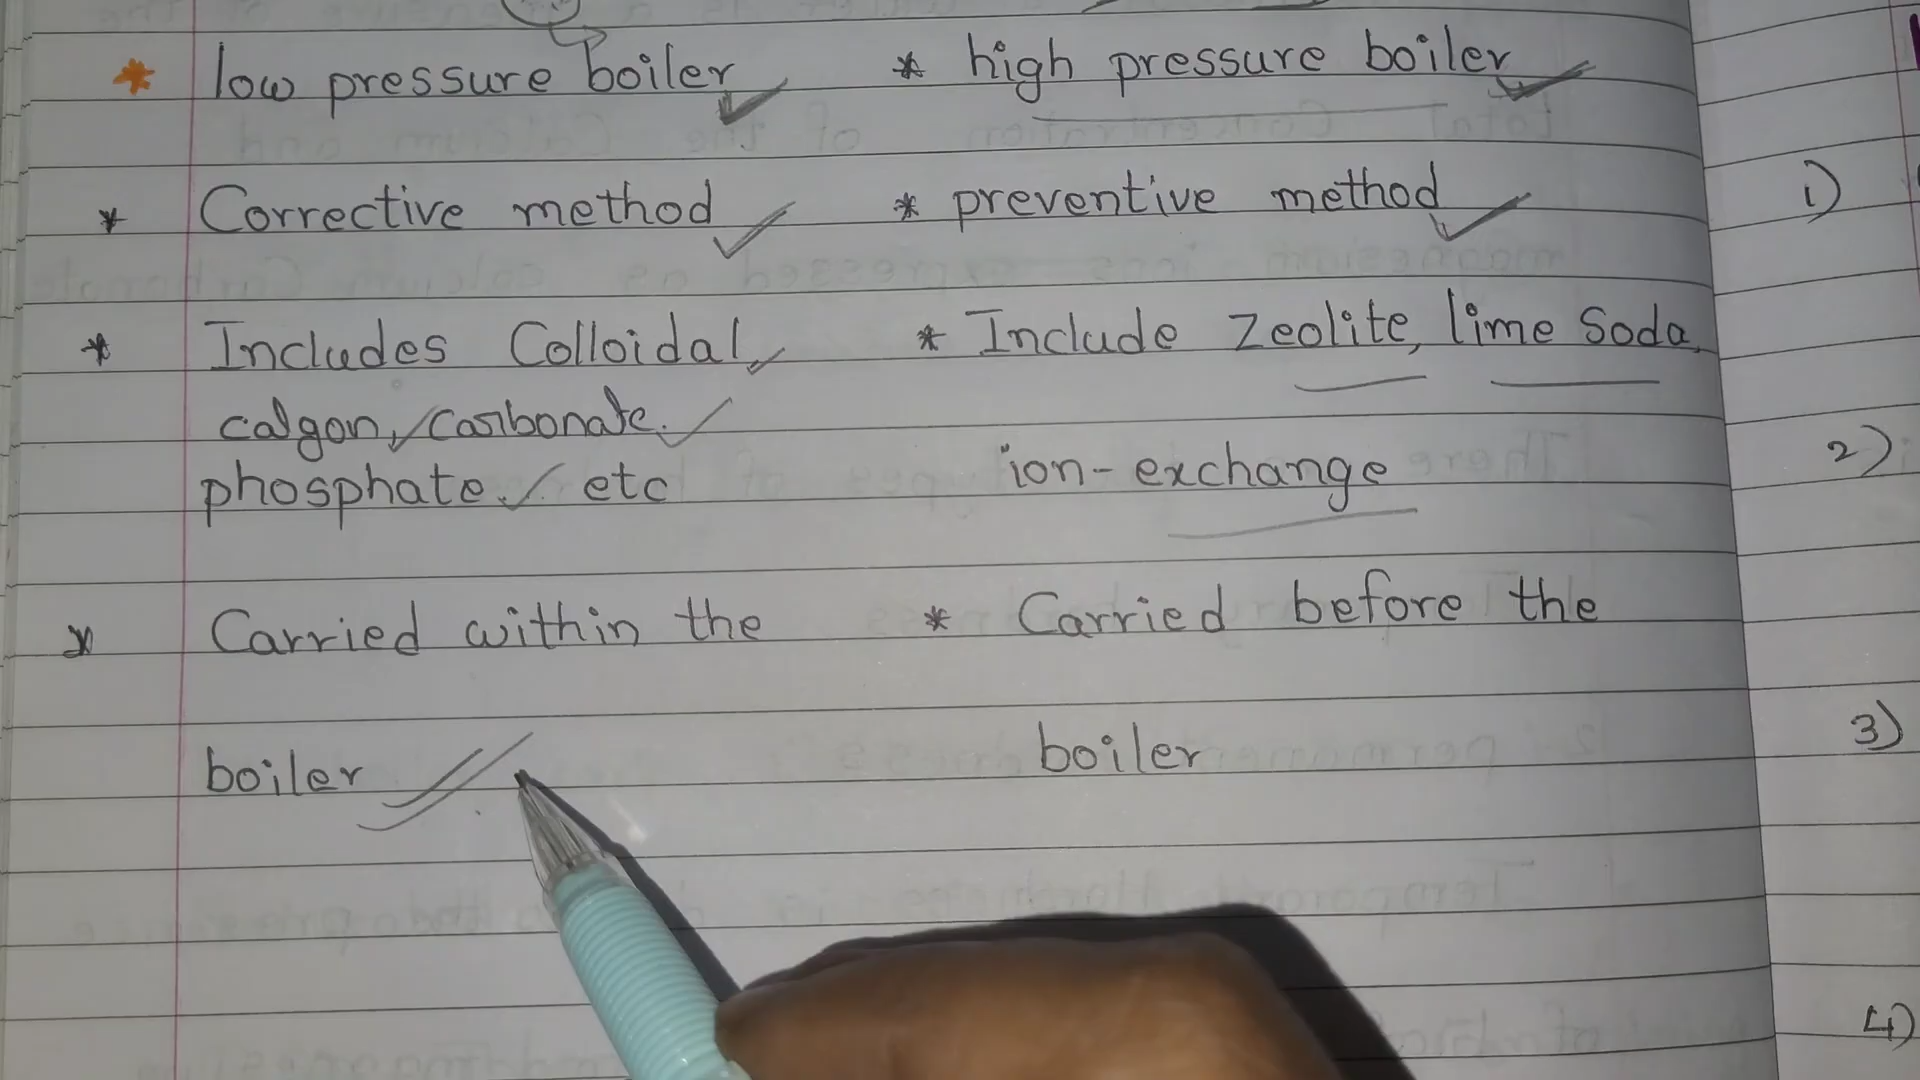 * low pressure boiler
* Corrective method
* Includes Colloidal,
calgon, carbonate.
phosphate. etc
* Carried within the
boiler
* high pressure boiler
* preventive method
* Include Zeolite, lime Soda,
ion-exchange
* Carried before the
boiler
1)
2)
3)
4)